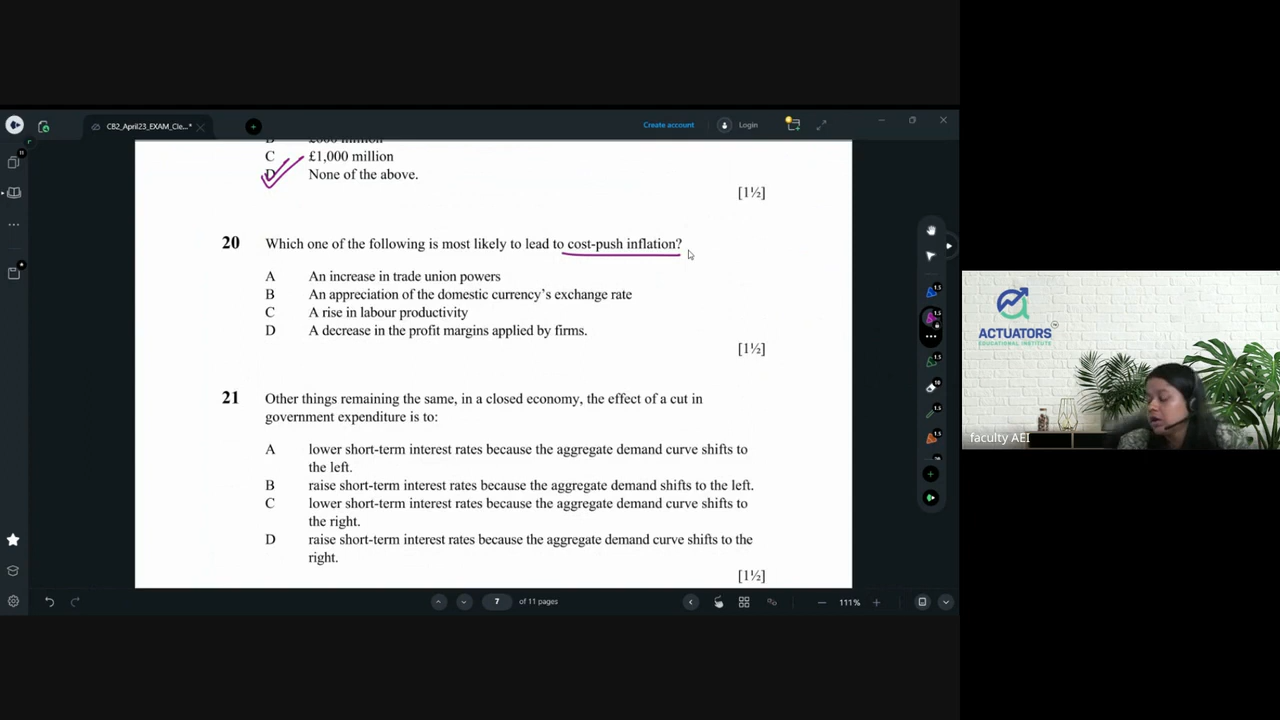 CB2_April23_EXAM_Cle...*
Create account
Login
C £1,000 million
D None of the above.
[1½]
20 Which one of the following is most likely to lead to cost-push inflation?
A An increase in trade union powers
B An appreciation of the domestic currency's exchange rate
C A rise in labour productivity
D A decrease in the profit margins applied by firms.
[1½]
21 Other things remaining the same, in a closed economy, the effect of a cut in
government expenditure is to:
A lower short-term interest rates because the aggregate demand curve shifts to
the left.
B raise short-term interest rates because the aggregate demand shifts to the left.
C lower short-term interest rates because the aggregate demand curve shifts to
the right.
D raise short-term interest rates because the aggregate demand curve shifts to the
right.
[1½]
7 of 11 pages
111%
ACTUATORS
EDUCATIONAL INSTITUTE
faculty AEI